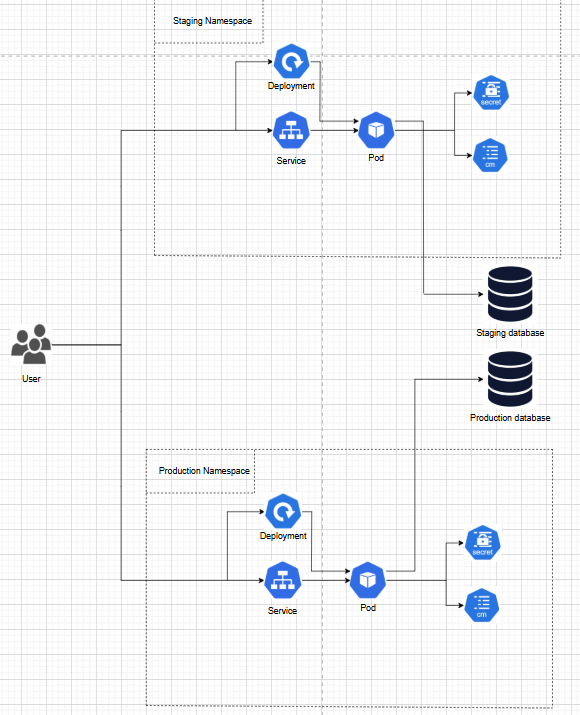 Staging Namespace
Deployment
secret
Service
Pod
cm
Staging database
User
Production database
Production Namespace
Deployment
secret
Service
Pod
cm